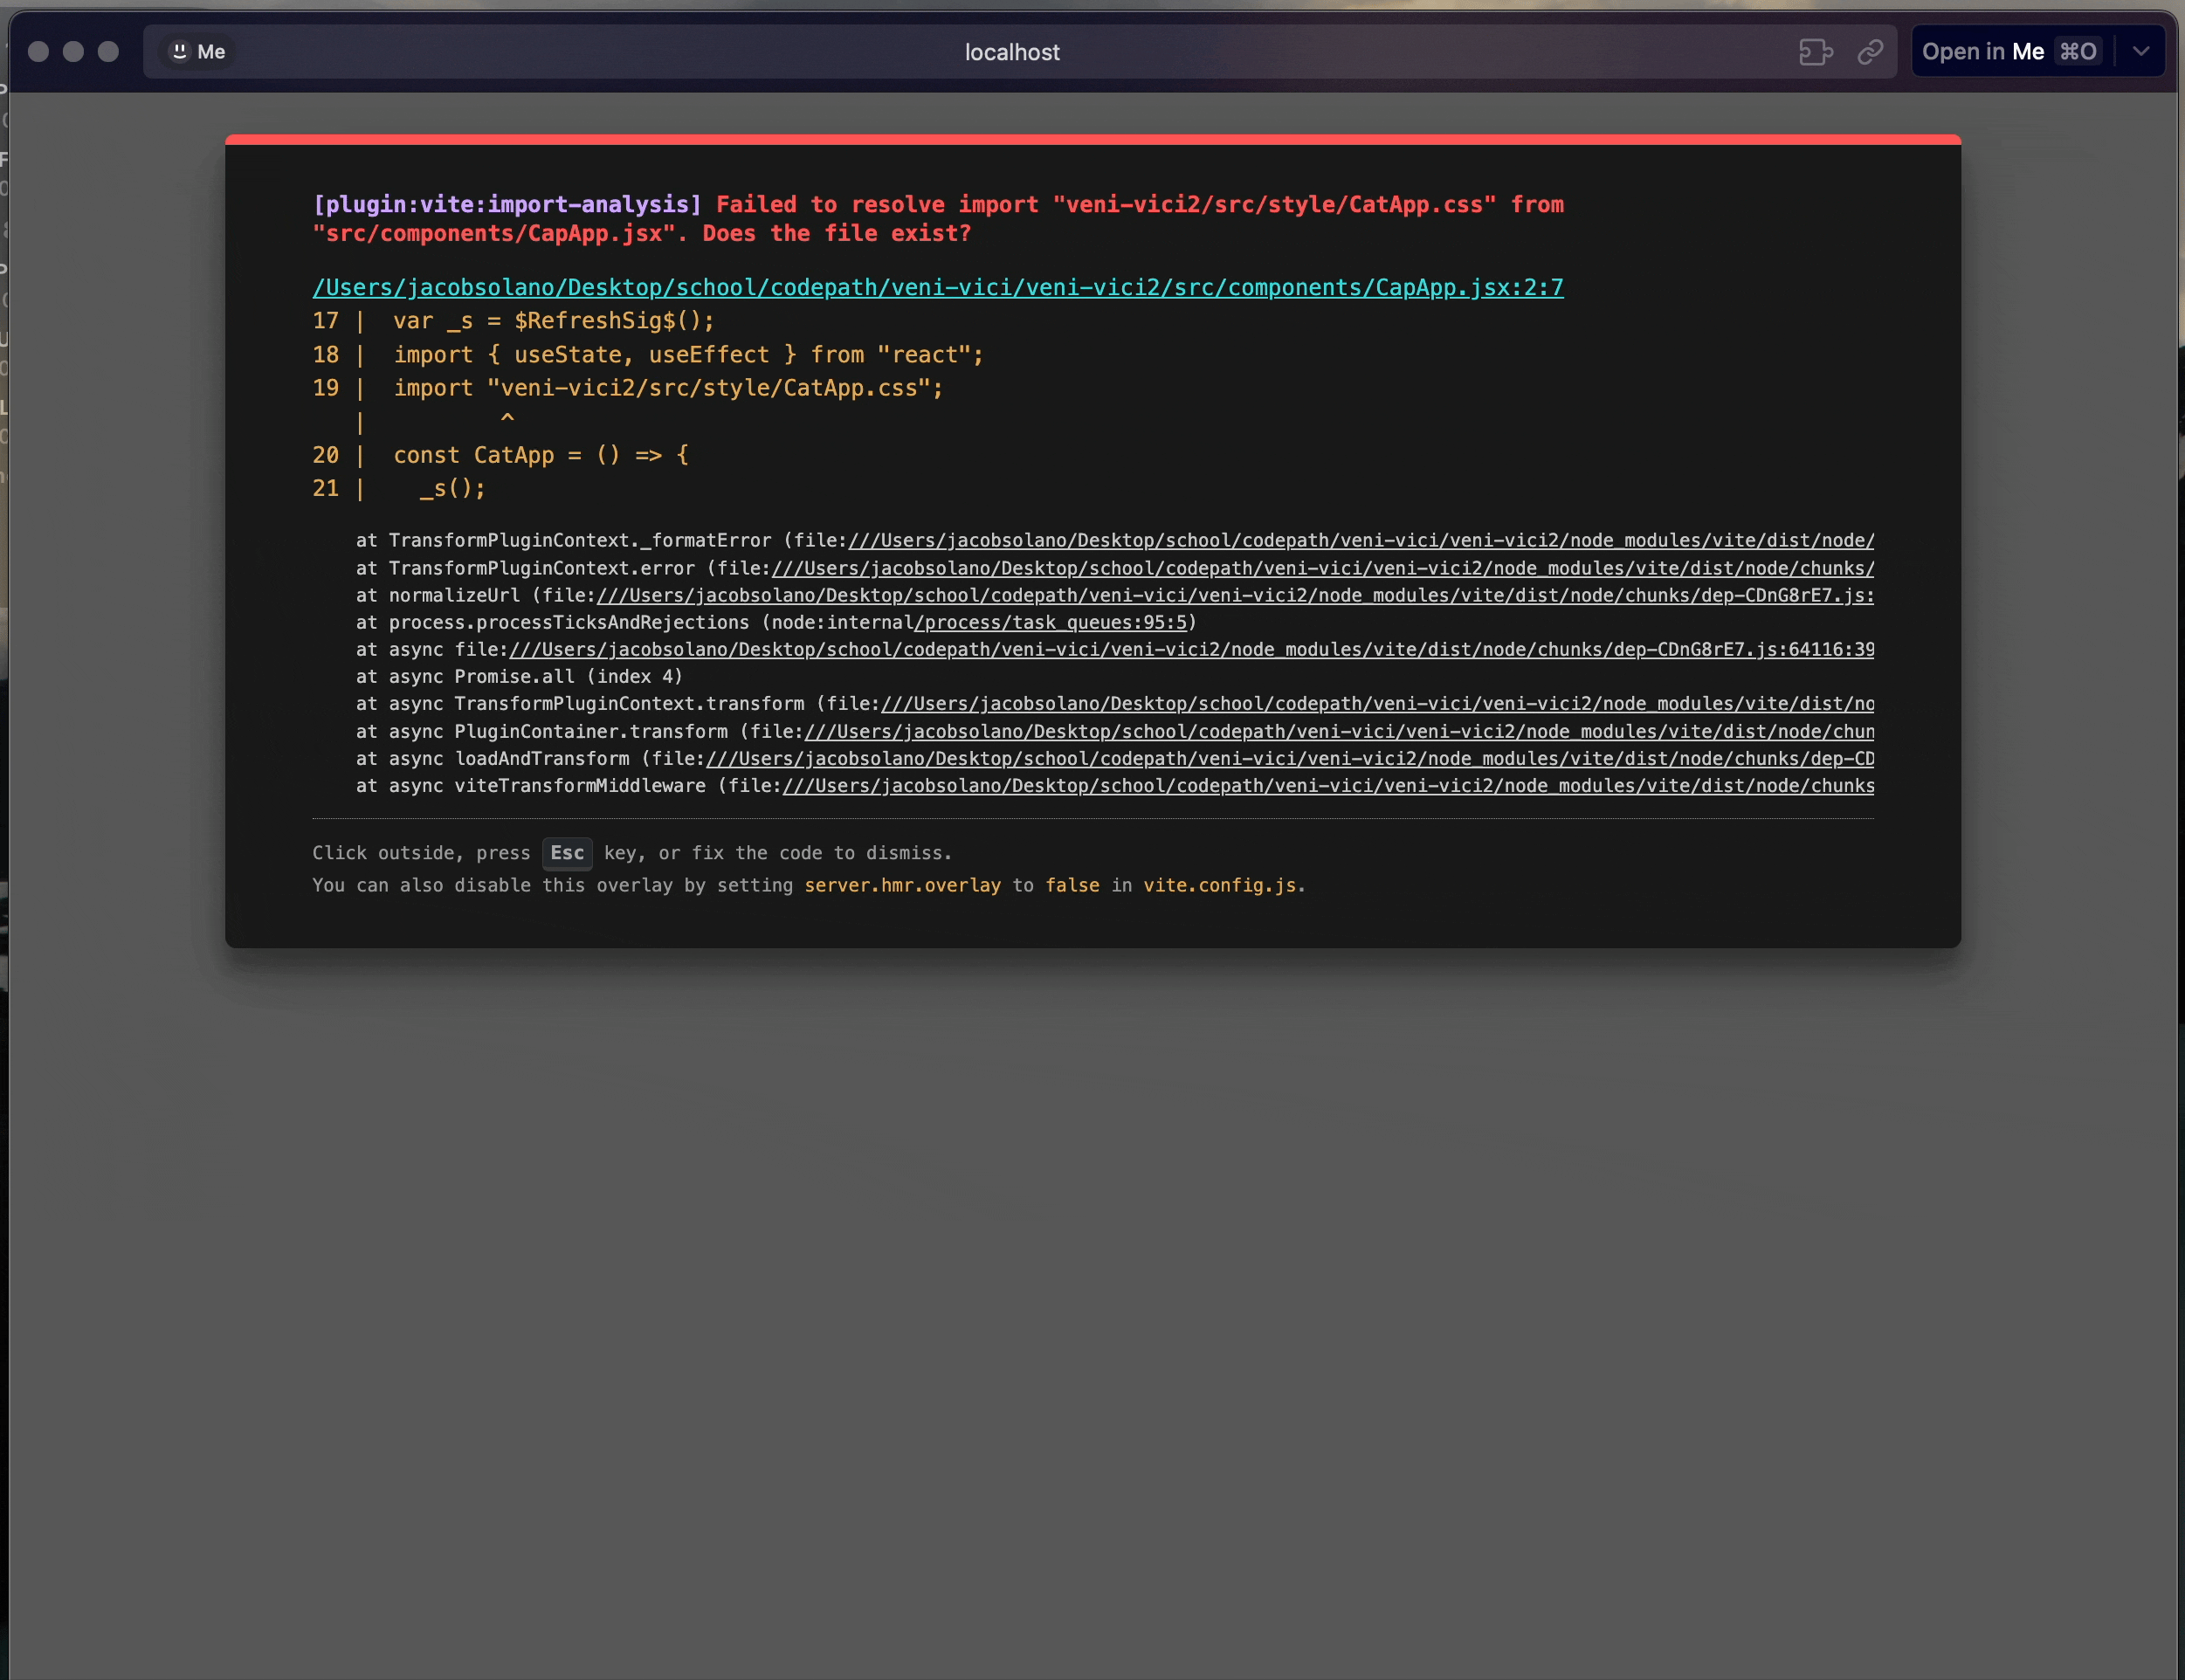 Me
localhost
Open in Me ⌘O
[plugin:vite:import-analysis] Failed to resolve import "veni-vici2/src/style/CatApp.css" from
"src/components/CapApp.jsx". Does the file exist?
/Users/jacobsolano/Desktop/school/codepath/veni-vici/veni-vici2/src/components/CapApp.jsx:2:7
17 |  var _s = $RefreshSig$();
18 |  import { useState, useEffect } from "react";
19 |  import "veni-vici2/src/style/CatApp.css";
   |          ^
20 |  const CatApp = () => {
21 |    _s();
at TransformPluginContext._formatError (file:///Users/jacobsolano/Desktop/school/codepath/veni-vici/veni-vici2/node_modules/vite/dist/node/
at TransformPluginContext.error (file:///Users/jacobsolano/Desktop/school/codepath/veni-vici/veni-vici2/node_modules/vite/dist/node/chunks/
at normalizeUrl (file:///Users/jacobsolano/Desktop/school/codepath/veni-vici/veni-vici2/node_modules/vite/dist/node/chunks/dep-CDnG8rE7.js:
at process.processTicksAndRejections (node:internal/process/task_queues:95:5)
at async file:///Users/jacobsolano/Desktop/school/codepath/veni-vici/veni-vici2/node_modules/vite/dist/node/chunks/dep-CDnG8rE7.js:64116:39
at async Promise.all (index 4)
at async TransformPluginContext.transform (file:///Users/jacobsolano/Desktop/school/codepath/veni-vici/veni-vici2/node_modules/vite/dist/no
at async PluginContainer.transform (file:///Users/jacobsolano/Desktop/school/codepath/veni-vici/veni-vici2/node_modules/vite/dist/node/chun
at async loadAndTransform (file:///Users/jacobsolano/Desktop/school/codepath/veni-vici/veni-vici2/node_modules/vite/dist/node/chunks/dep-CD
at async viteTransformMiddleware (file:///Users/jacobsolano/Desktop/school/codepath/veni-vici/veni-vici2/node_modules/vite/dist/node/chunks
Click outside, press Esc key, or fix the code to dismiss.
You can also disable this overlay by setting server.hmr.overlay to false in vite.config.js.